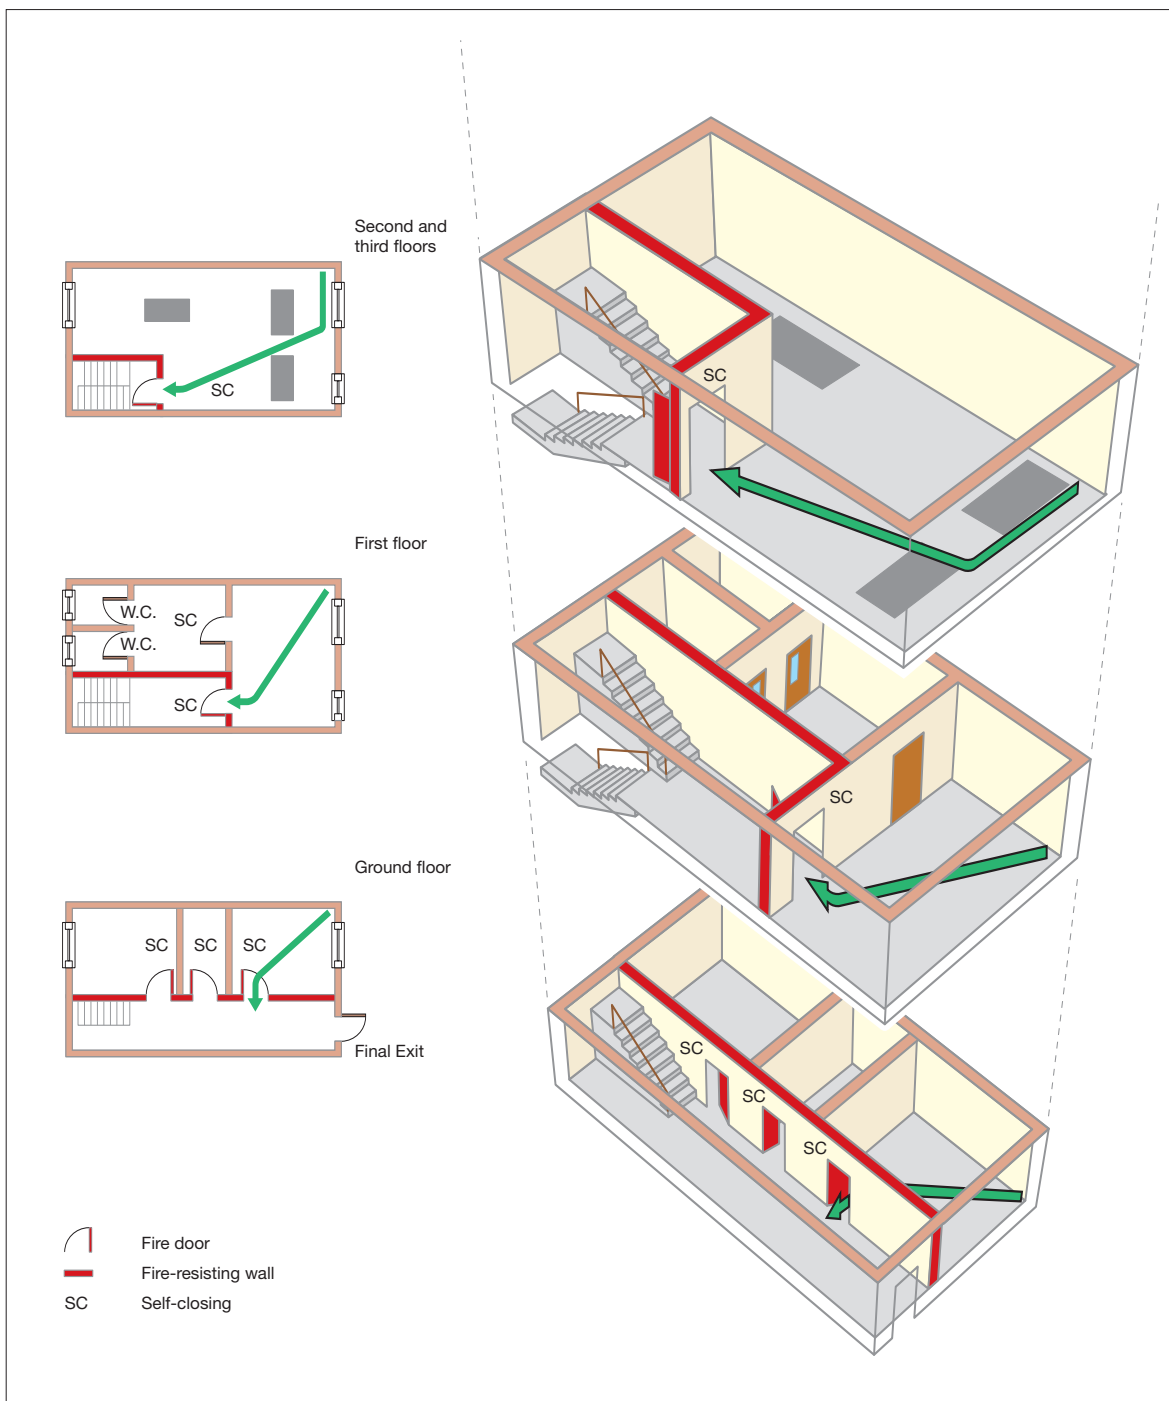 Second and
third floors
SC
SC
First floor
W.C.
SC
W.C.
SC
SC
Ground floor
SC
SC
SC
Final Exit
SC
SC
SC
Fire door
Fire-resisting wall
SC
Self-closing